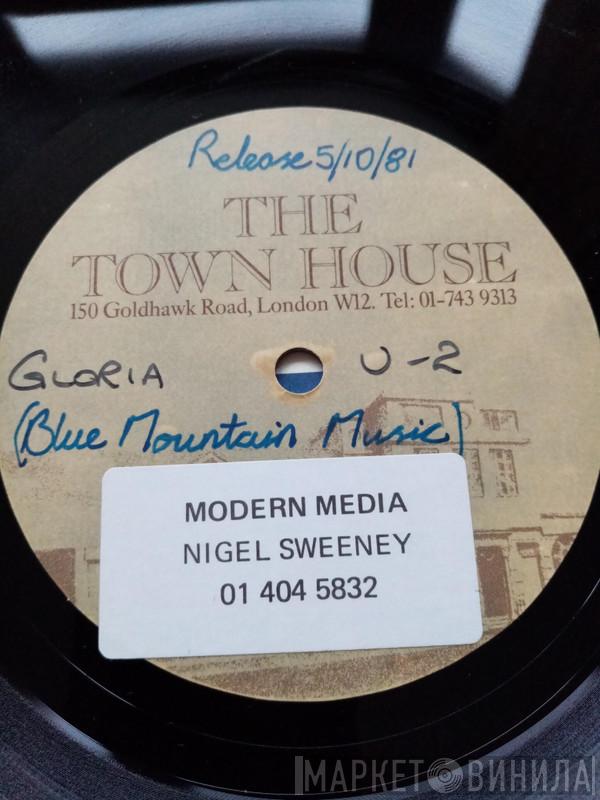 Release 5/10/81
THE
TOWN HOUSE
150 Goldhawk Road, London W12. Tel: 01-743 9313
GLORIA U-2
(Blue Mountain Music)
MODERN MEDIA
NIGEL SWEENEY
01 404 5832
МАРКЕТ ВИНИЛА